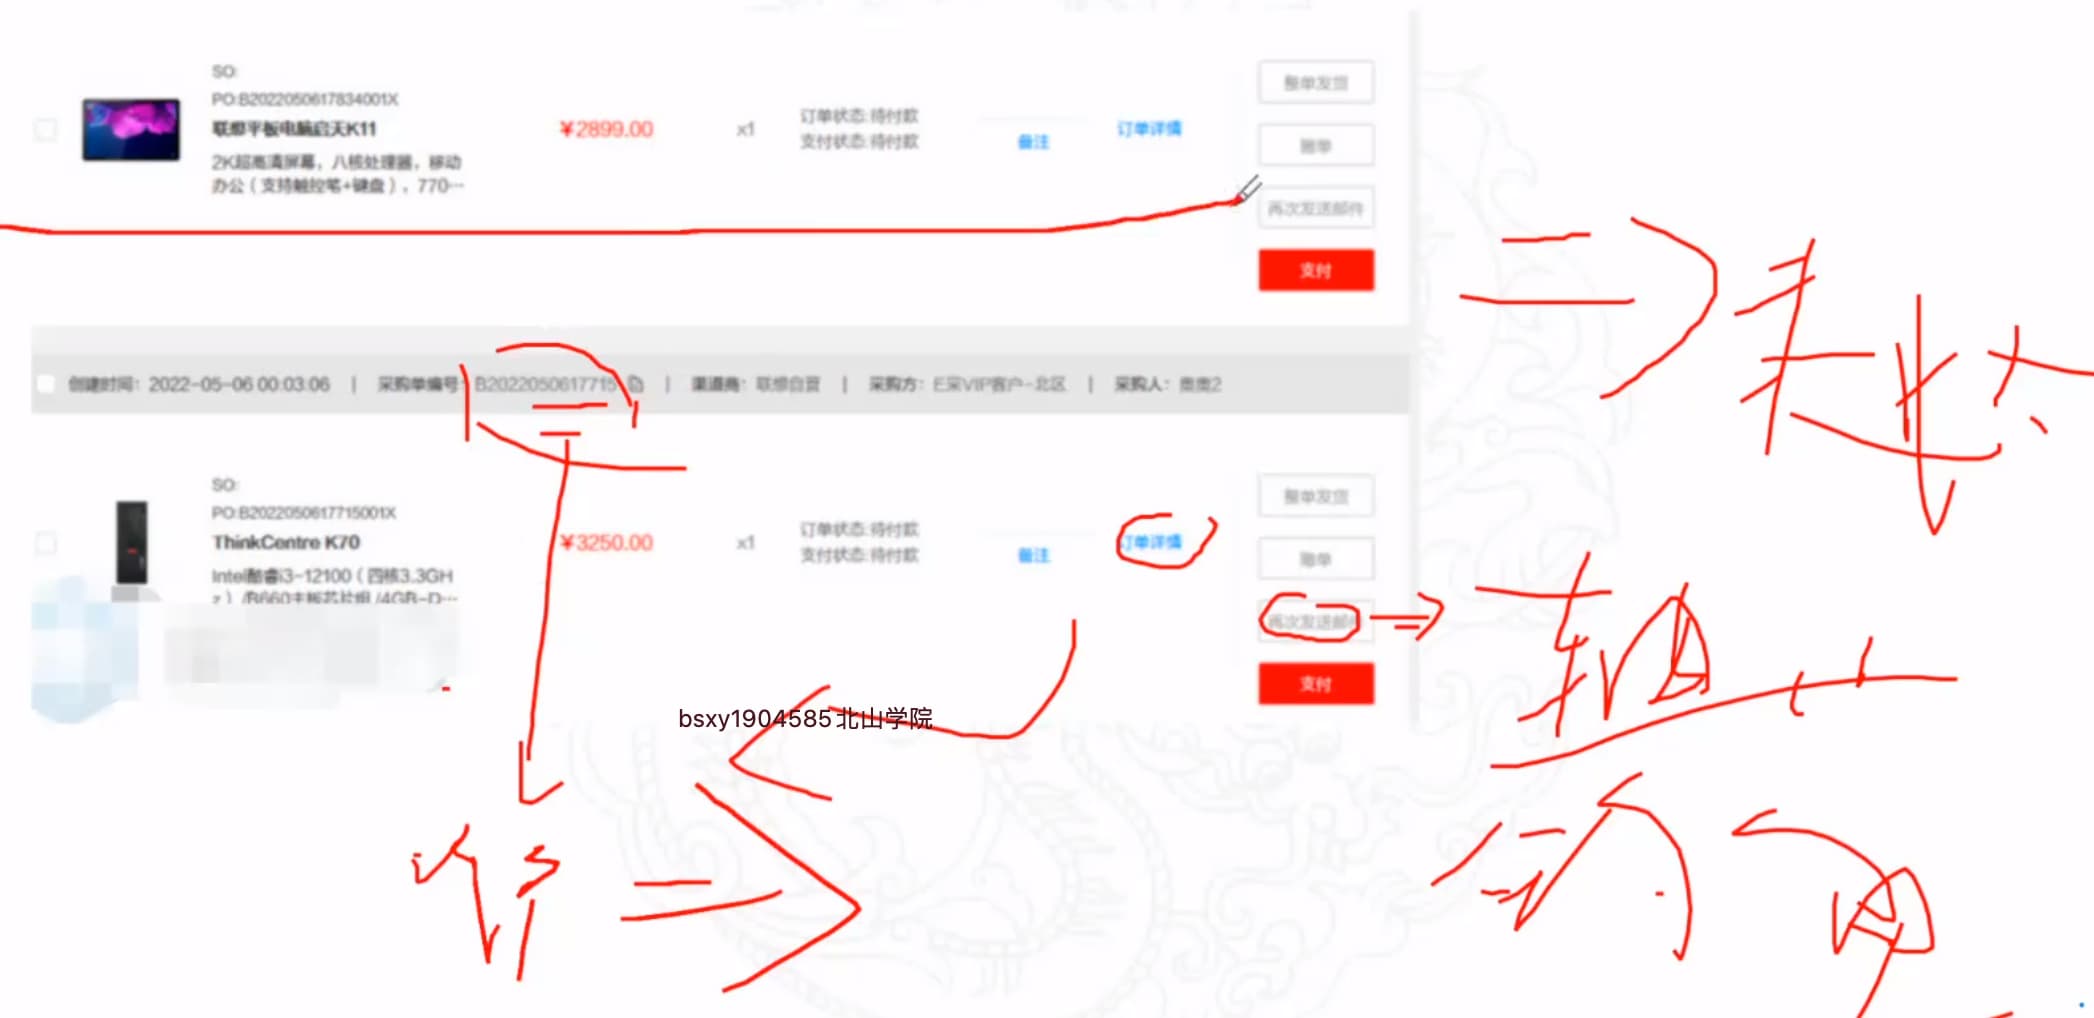 SO:
PO:B2022050617834001X
联想平板电脑启天K11
2K超高清屏幕，八核处理器，移动
办公（支持触控笔+键盘），770…
¥2899.00
x1
订单状态:待付款
支付状态:待付款
备注
订单详情
整单发货
账单
再次发送邮件
支付
创建时间：2022-05-06 00:03:06 | 采购单编号 B2022050617715 | 渠道商：联想自营 | 采购方：E采VIP客户-北区 | 采购人：
SO:
PO:B2022050617715001X
ThinkCentre K70
Intel酷睿i3-12100（四核3.3GH
z）/B660主板芯片组/4GB-D…
¥3250.00
x1
订单状态:待付款
支付状态:待付款
备注
订单详情
整单发货
账单
再次发送邮件
支付
bsxy1904585北山学院